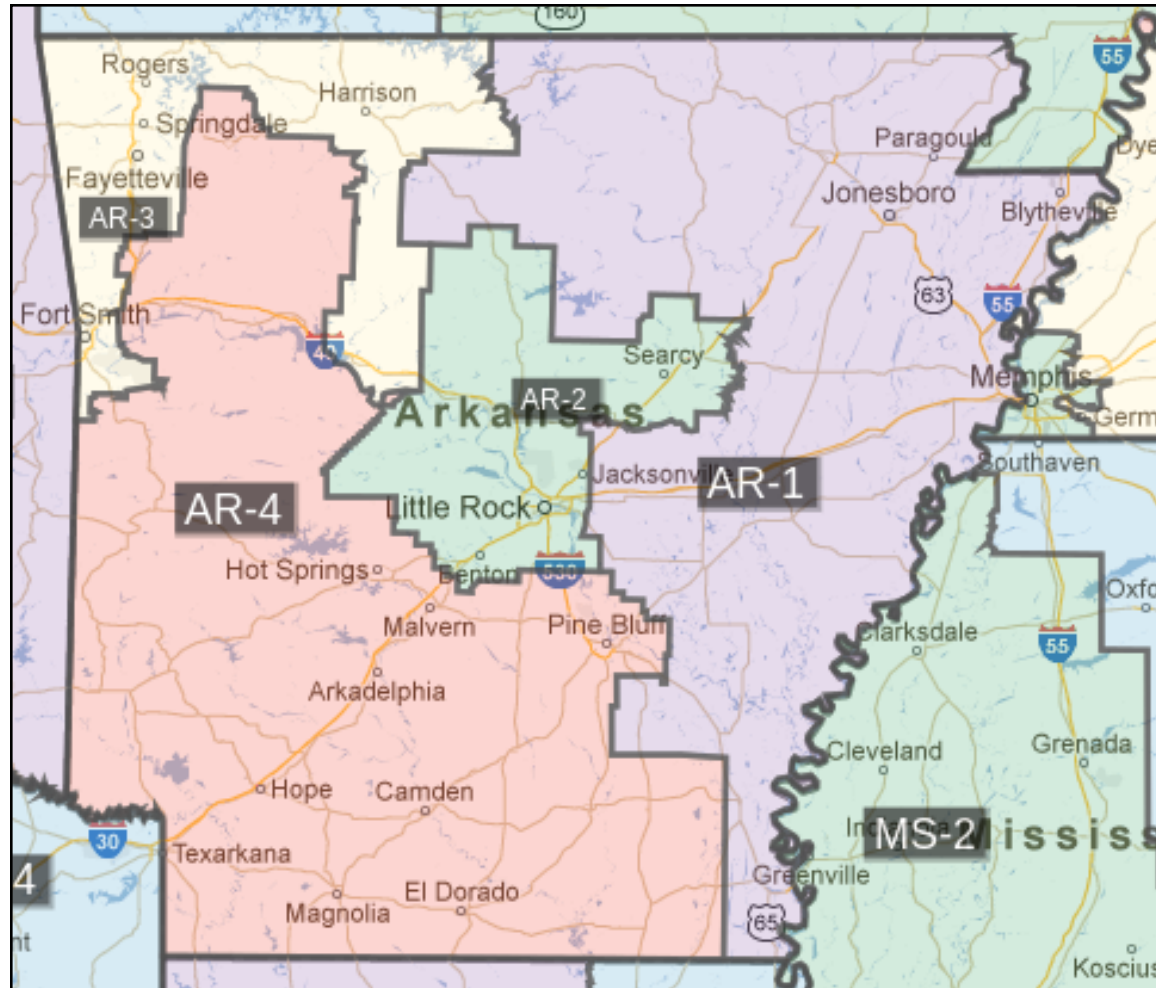 160
55
Rogers
Harrison
Springdale
Paragould
Dye
Fayetteville
Jonesboro
Blytheville
AR-3
63
55
Fort Smith
40
Searcy
Memphis
AR-2
Arkansas
Germ
Southaven
Jacksonville
AR-1
AR-4
Little Rock
Hot Springs
Benton
530
Oxfo
Malvern
Pine Bluff
Clarksdale
55
Arkadelphia
Cleveland
Grenada
Hope
Camden
30
MS-2
Mississ
Texarkana
4
Greenville
El Dorado
Magnolia
65
nt
Koscius